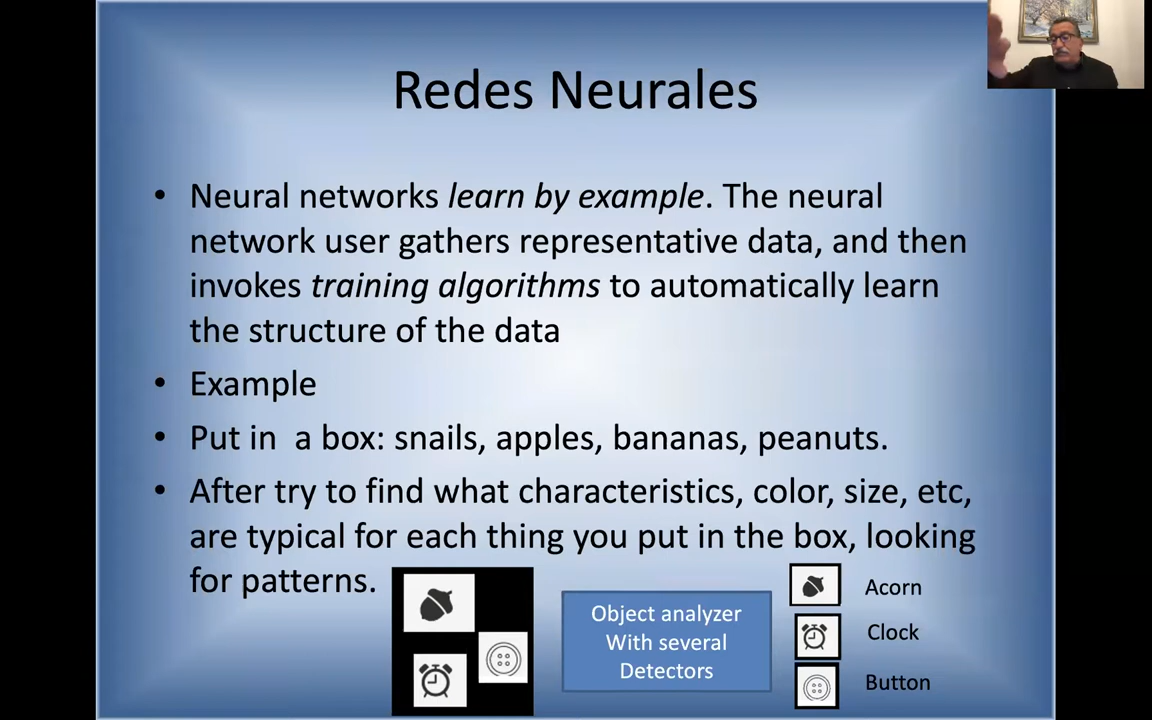 Redes Neurales
• Neural networks learn by example. The neural
network user gathers representative data, and then
invokes training algorithms to automatically learn
the structure of the data
• Example
• Put in  a box: snails, apples, bananas, peanuts.
• After try to find what characteristics, color, size, etc,
are typical for each thing you put in the box, looking
for patterns.
Object analyzer
With several
Detectors
Acorn
Clock
Button